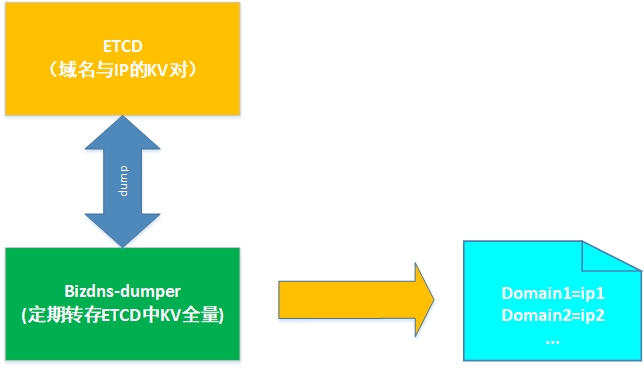 ETCD
（域名与IP的KV对）
dump
Bizdns-dumper
(定期转存ETCD中KV全量)
Domain1=ip1
Domain2=ip2
...